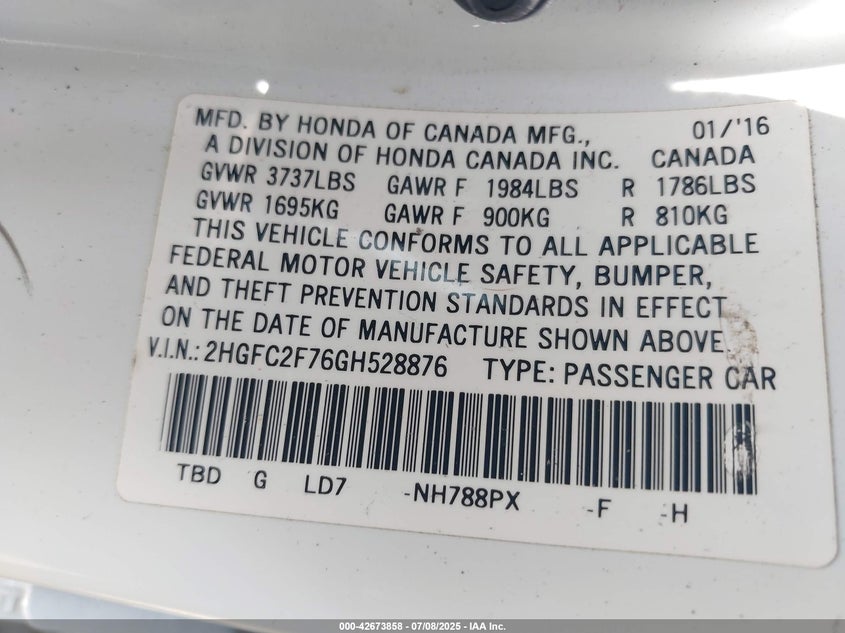 MFD. BY HONDA OF CANADA MFG., 01/'16
A DIVISION OF HONDA CANADA INC. CANADA
GVWR 3737LBS GAWR F 1984LBS R 1786LBS
GVWR 1695KG GAWR F 900KG R 810KG
THIS VEHICLE CONFORMS TO ALL APPLICABLE
FEDERAL MOTOR VEHICLE SAFETY, BUMPER,
AND THEFT PREVENTION STANDARDS IN EFFECT
ON THE DATE OF MANUFACTURE SHOWN ABOVE.
V.I.N.: 2HGFC2F76GH528876 TYPE: PASSENGER CAR
TBD G LD7 -NH788PX -F -H
000-42673858 - 07/08/2025 - IAA Inc.